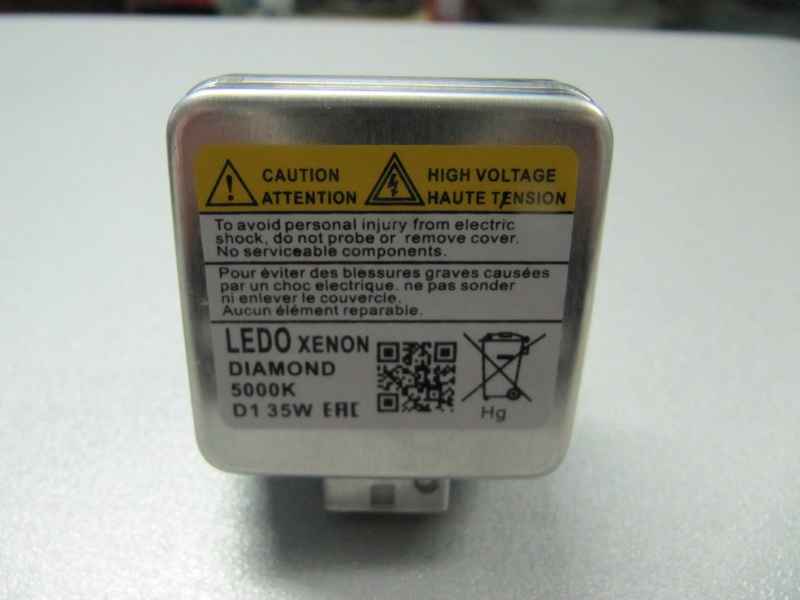 CAUTION HIGH VOLTAGE
ATTENTION HAUTE TENSION
To avoid personal injury from electric
shock, do not probe or remove cover.
No serviceable components.
Pour éviter des blessures graves causées
par un choc electrique. ne pas sonder
ni enlever le couvercle.
Aucun élément reparable.
LEDO XENON
DIAMOND
5000K
D1 35W EAC
Hg